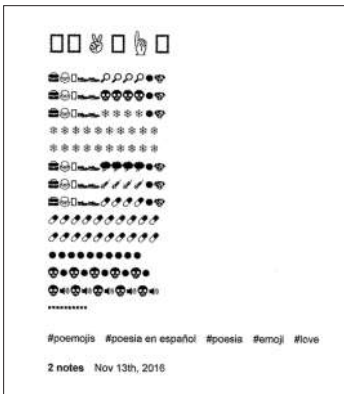 #poemojis #poesia en español #poesia #emoji #love
2 notes Nov 13th, 2016